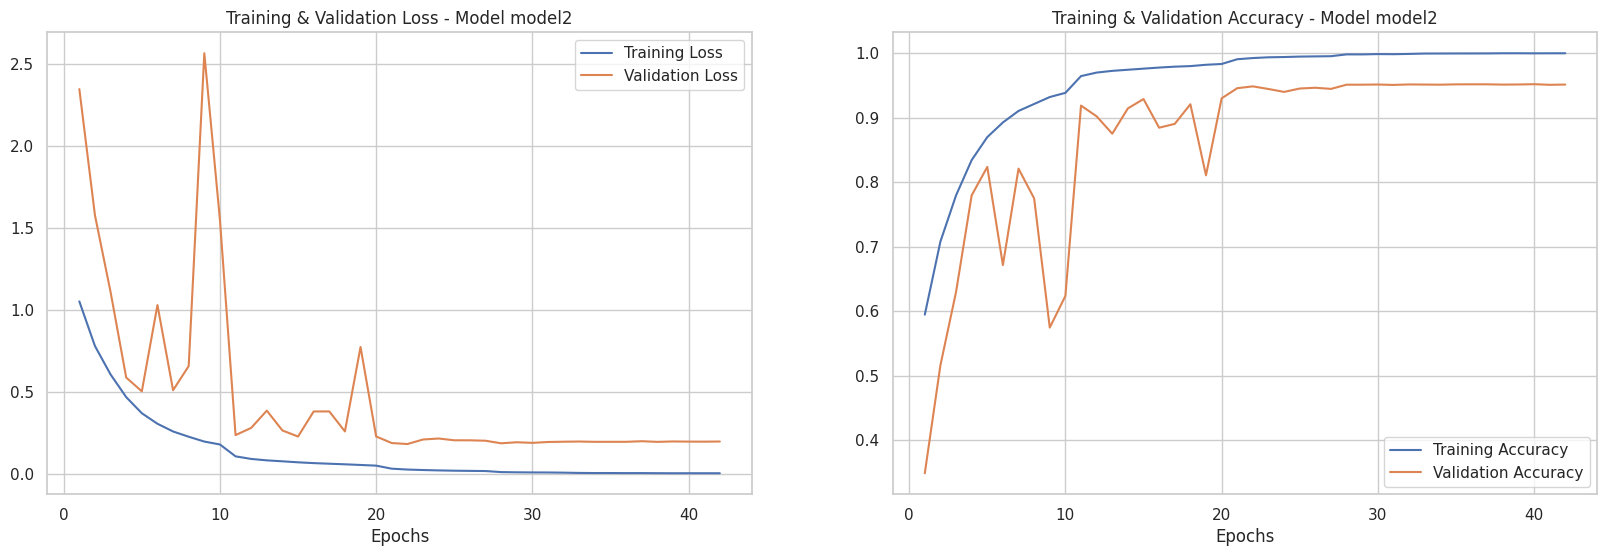 Training & Validation Loss - Model model2
Training Loss
Validation Loss
2.5
2.0
1.5
1.0
0.5
0.0
0 10 20 30 40
Epochs
Training & Validation Accuracy - Model model2
1.0
0.9
0.8
0.7
0.6
0.5
0.4
Training Accuracy
Validation Accuracy
0 10 20 30 40
Epochs